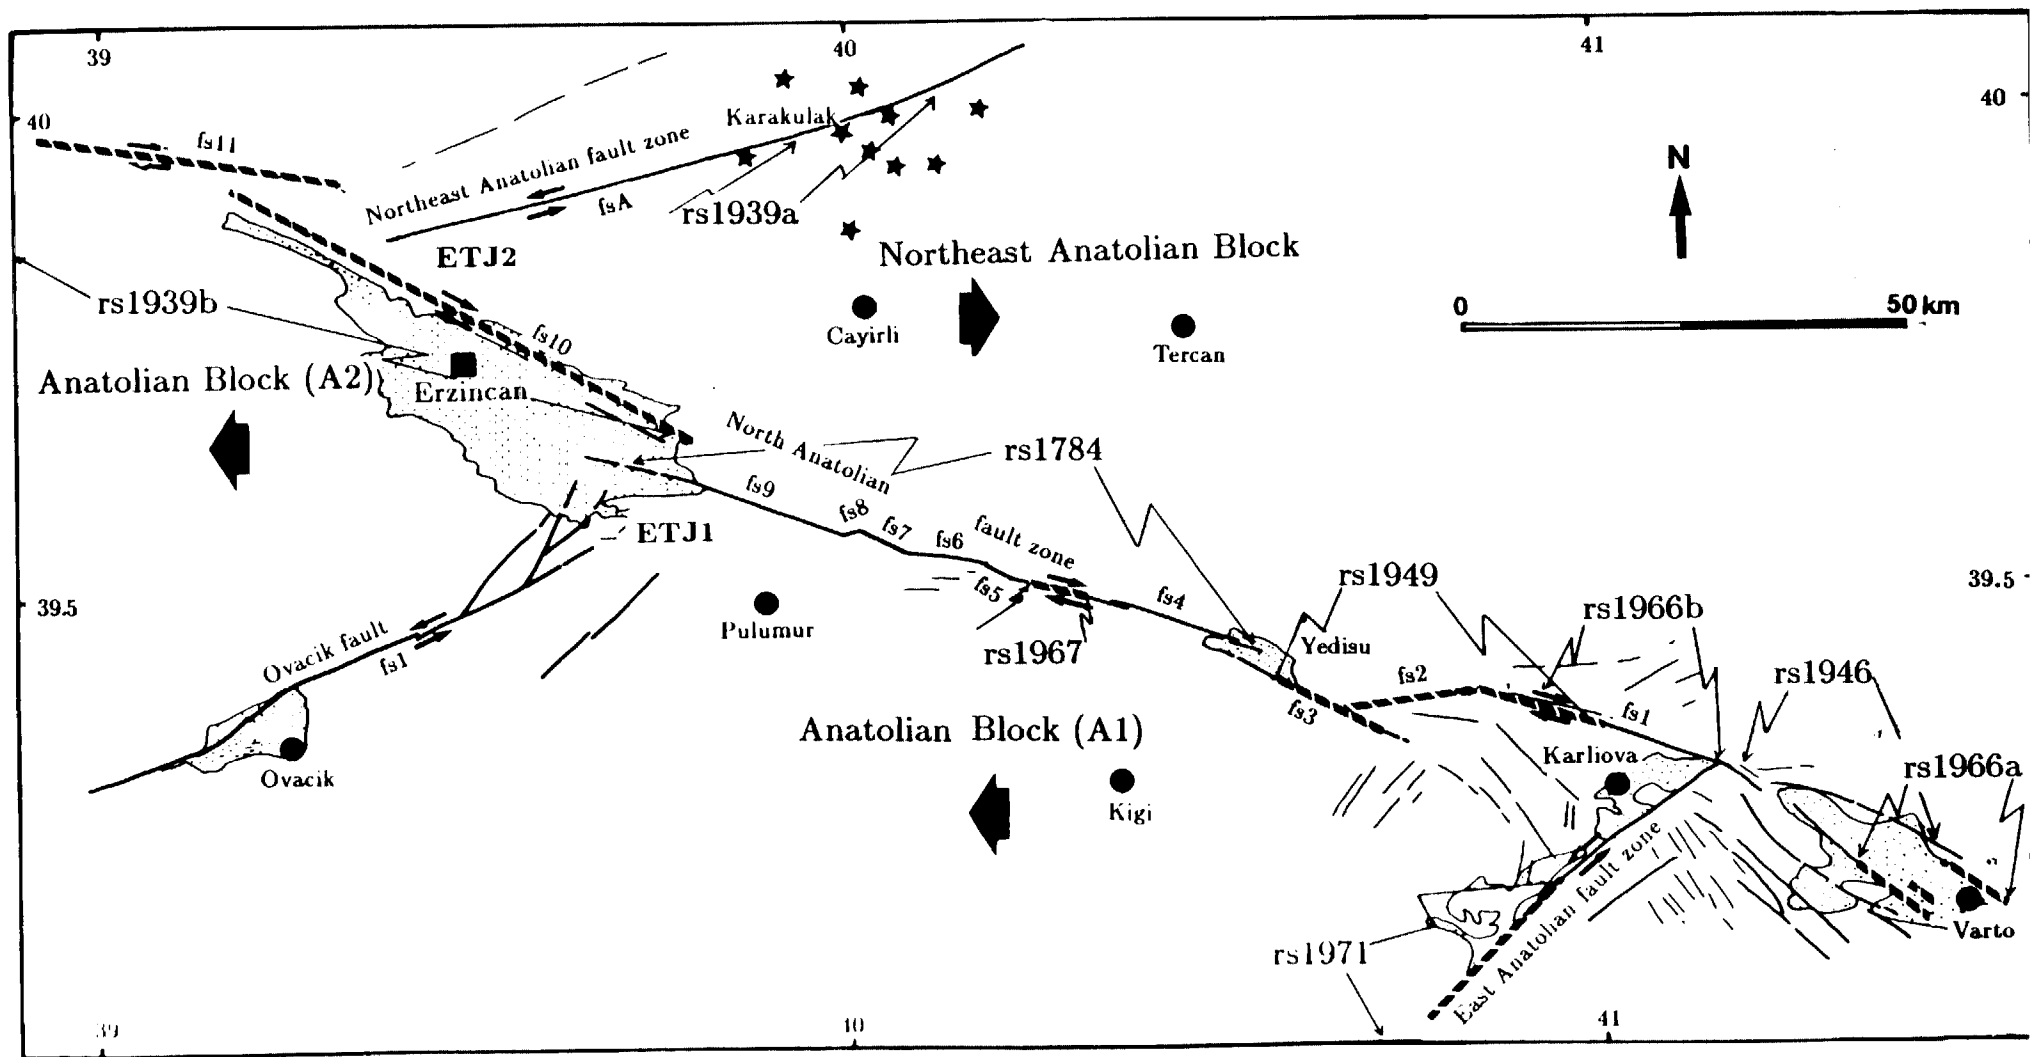 39
40
41
40
40
fs11
Karakulak
Northeast Anatolian fault zone
fsA
rs1939a
N
ETJ2
Northeast Anatolian Block
rs1939b
0
50 km
Cayirli
Tercan
fs10
Anatolian Block (A2)
Erzincan
North Anatolian
fault zone
rs1784
fs9
fs8
fs7
fs6
fs5
ETJ1
39.5
39.5
rs1949
fs4
rs1966b
Pulumur
rs1967
Yedisu
Ovacik fault
fs1
fs2
rs1946
fs3
fs1
Anatolian Block (A1)
Karliova
rs1966a
Ovacik
Kigi
East Anatolian fault zone
Varto
rs1971
39
40
41